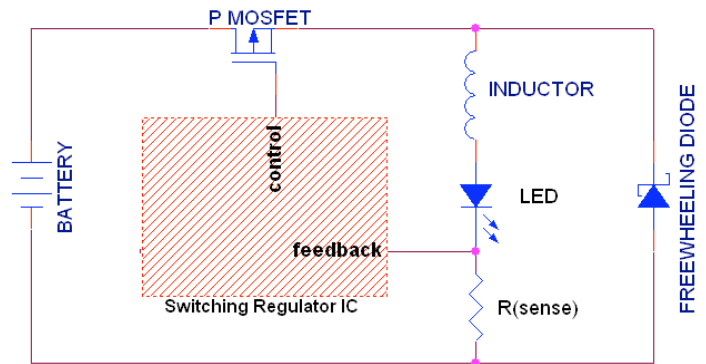 P MOSFET
INDUCTOR
control
BATTERY
LED
FREEWHEELING DIODE
feedback
Switching Regulator IC
R(sense)